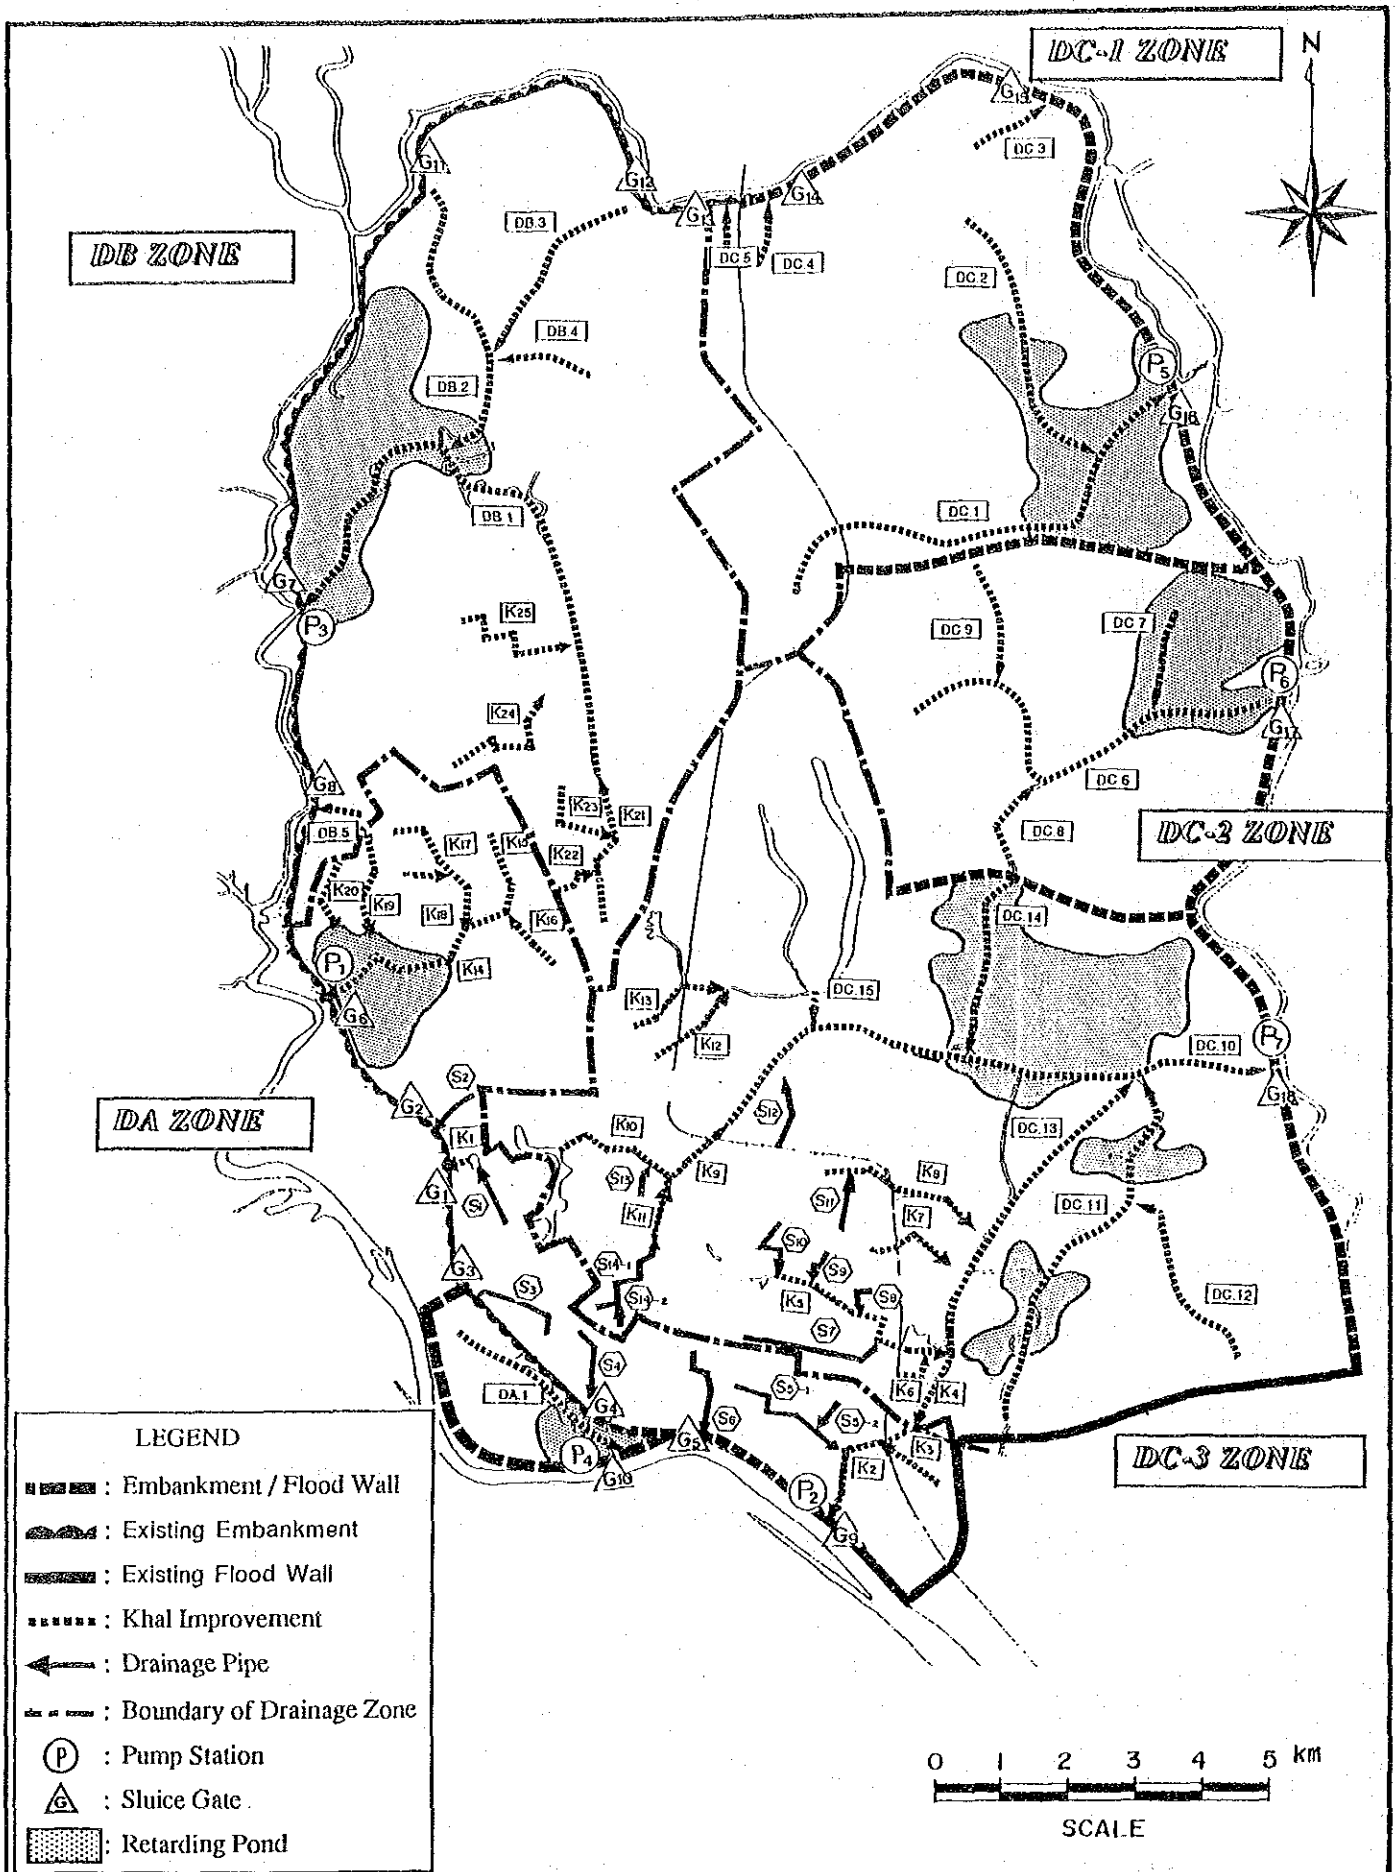 DC-1 ZONE
N
G15
DC 3
G11
G12
G13
G14
DB.3
DB ZONE
DC.5
DC.4
DC.2
DB.4
P5
DB.2
G16
DC.1
DB 1
G7
P3
K25
DC 9
DC 7
P6
K24
G17
G8
DC 6
K23
K21
DB.5
DC.8
DC-2 ZONE
K17
K15
K22
K20
K19
K18
K16
DC.14
P1
K14
K13
DC.15
G6
K12
P7
DC.10
S2
G18
G2
S12
DA ZONE
K1
K10
DC.13
K9
K8
S13
G1
S1
K11
S11
DC.11
K7
S10
G3
S14-1
S9
S3
S14-2
K5
S8
DC.12
S7
S4
S5-1
K6
K4
DA.1
G4
S6
S5-2
G5
K3
P4
K2
DC-3 ZONE
G10
P2
G9
LEGEND
: Embankment / Flood Wall
: Existing Embankment
: Existing Flood Wall
: Khal Improvement
: Drainage Pipe
: Boundary of Drainage Zone
P : Pump Station
G : Sluice Gate
: Retarding Pond
0 1 2 3 4 5 km
SCALE